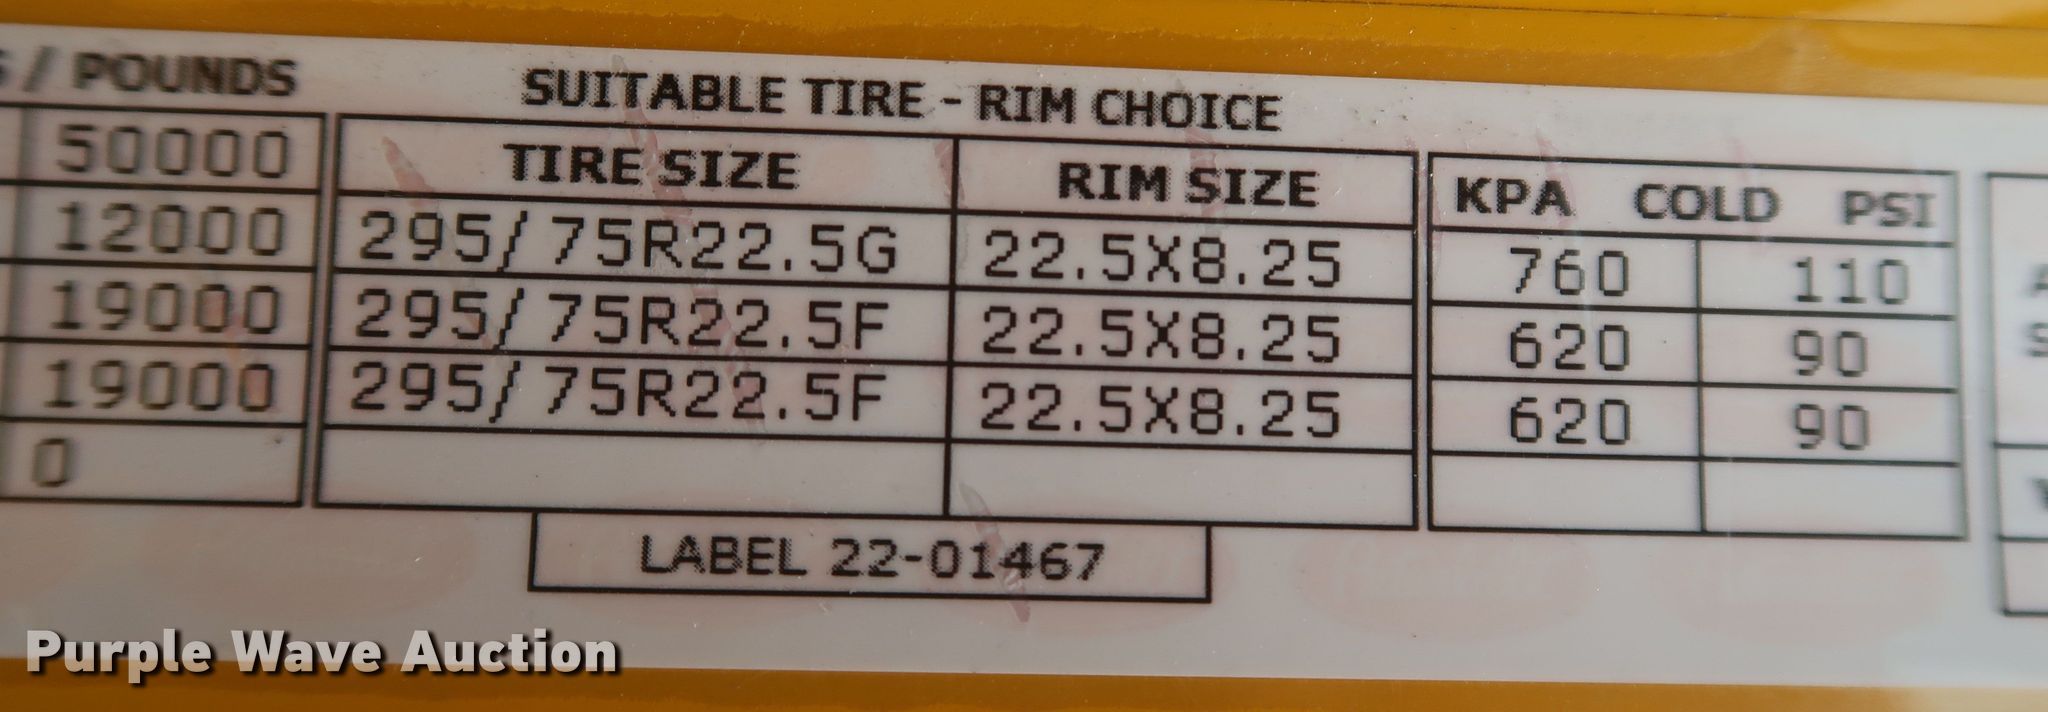 / POUNDS SUITABLE TIRE - RIM CHOICE
50000 TIRE SIZE RIM SIZE KPA COLD PSI
12000 295/75R22.5G 22.5X8.25 760 110
19000 295/75R22.5F 22.5X8.25 620 90
19000 295/75R22.5F 22.5X8.25 620 90
0
LABEL 22-01467
Purple Wave Auction